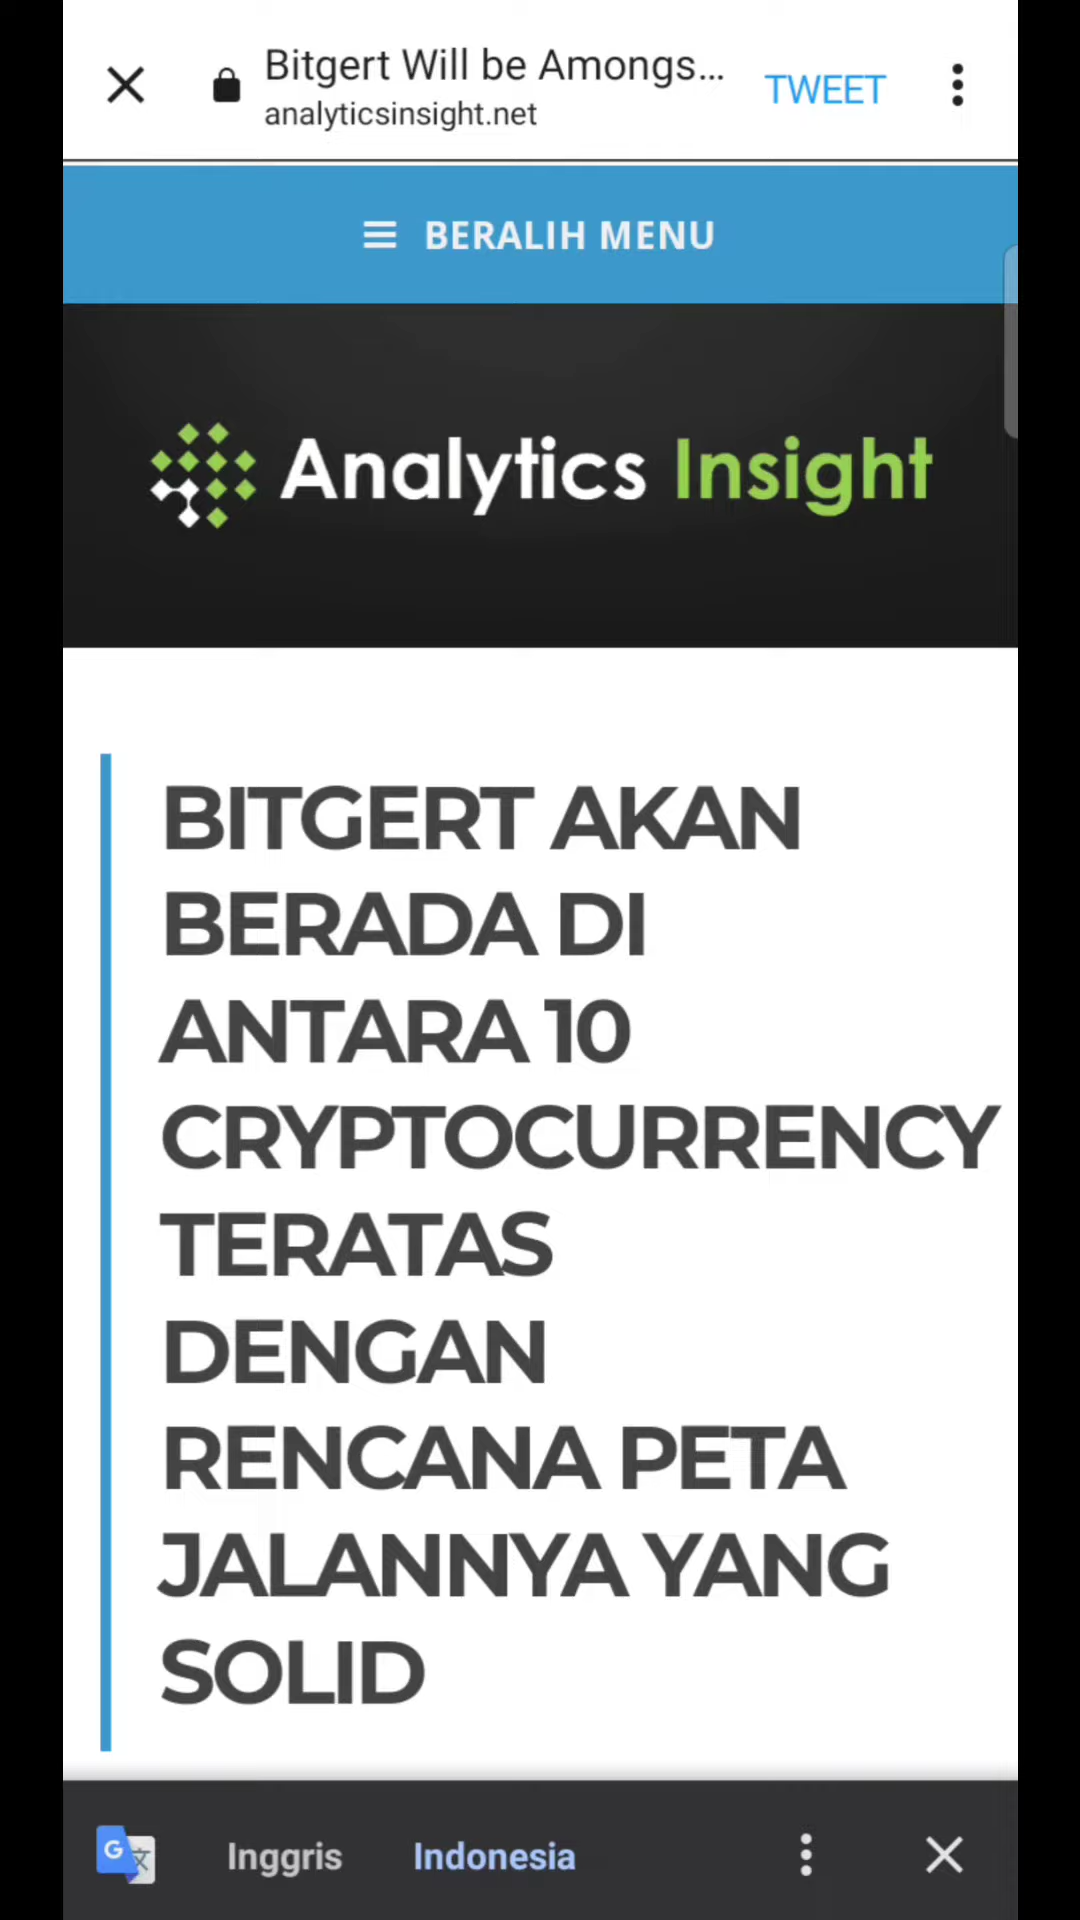 Bitgert Will be Amongs...
analyticsinsight.net
TWEET
BERALIH MENU
Analytics Insight
BITGERT AKAN
BERADA DI
ANTARA 10
CRYPTOCURRENCY
TERATAS
DENGAN
RENCANA PETA
JALANNYA YANG
SOLID
G 文
Inggris Indonesia